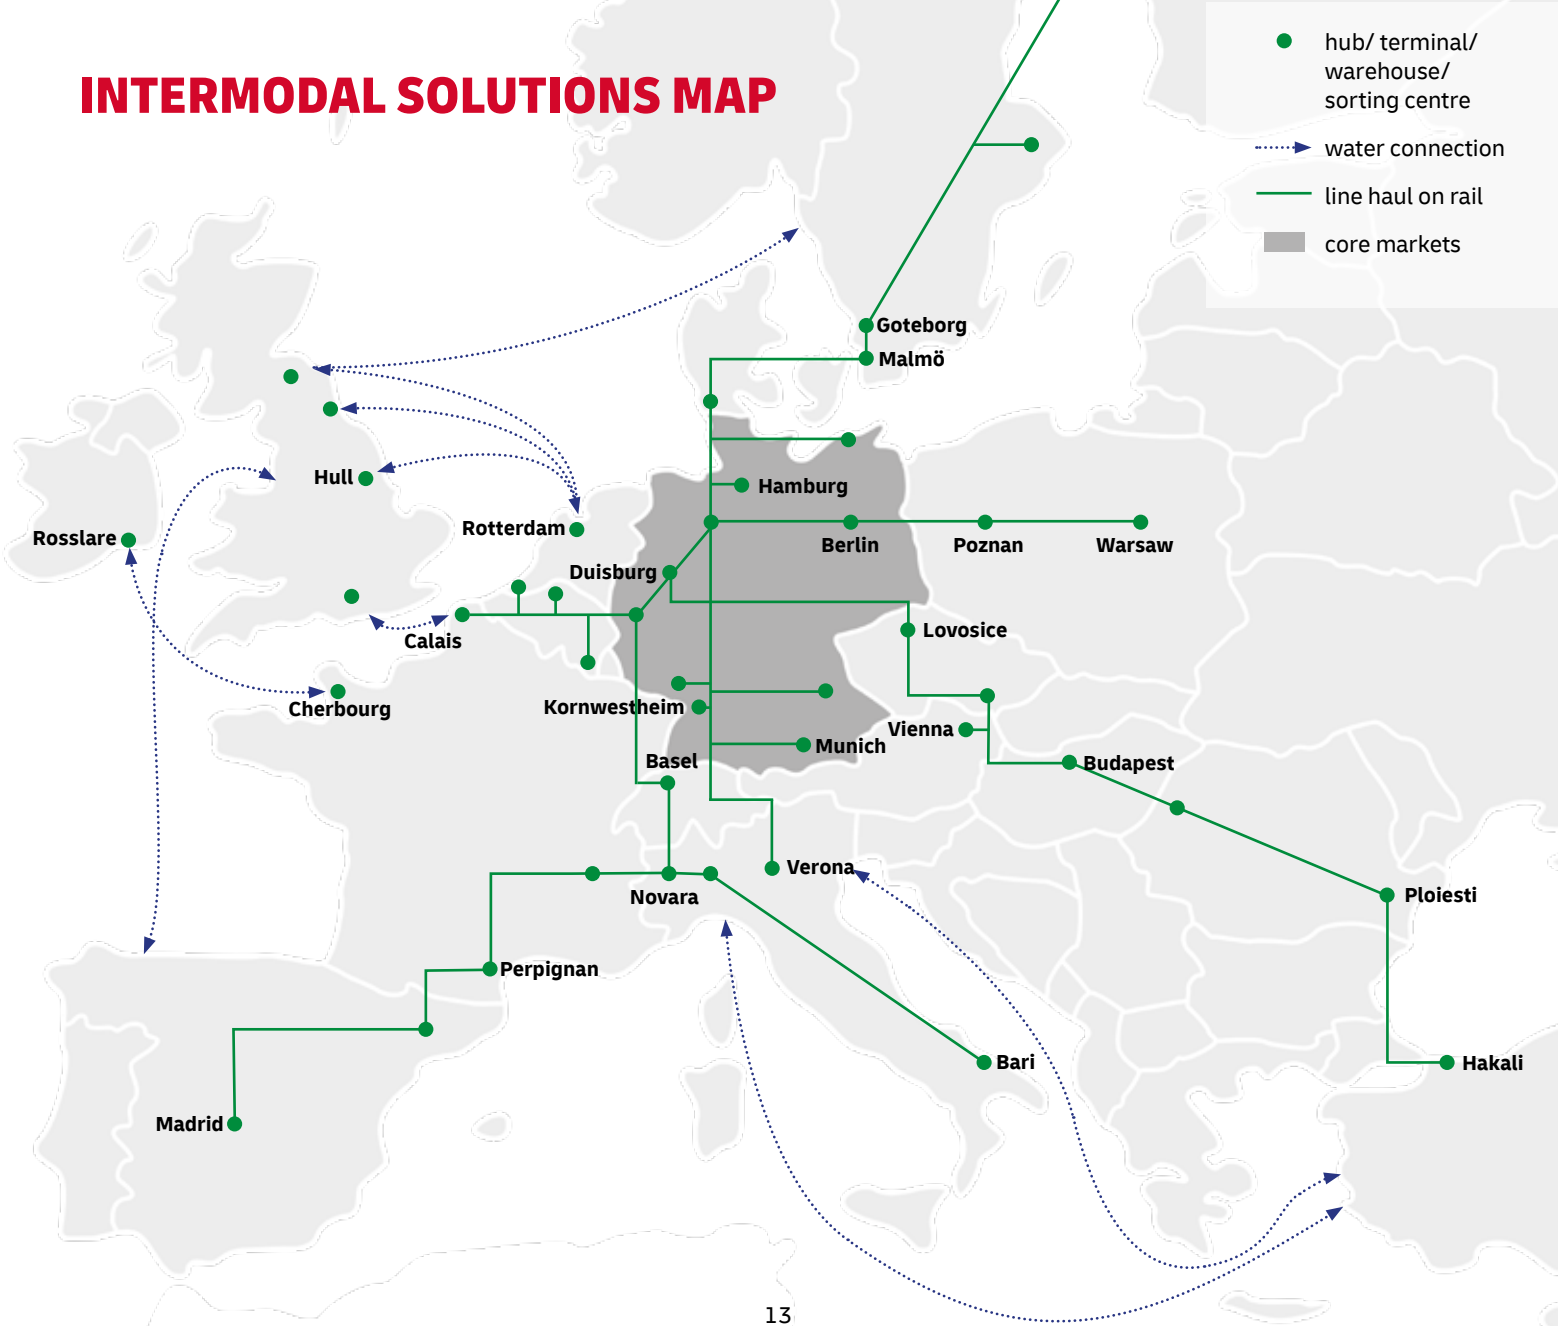 INTERMODAL SOLUTIONS MAP
hub/ terminal/
warehouse/
sorting centre
water connection
line haul on rail
core markets
Goteborg
Malmö
Hull
Hamburg
Rotterdam
Rosslare
Berlin
Poznan
Warsaw
Duisburg
Calais
Lovosice
Cherbourg
Kornwestheim
Vienna
Munich
Basel
Budapest
Verona
Novara
Ploiesti
Perpignan
Bari
Hakali
Madrid
13